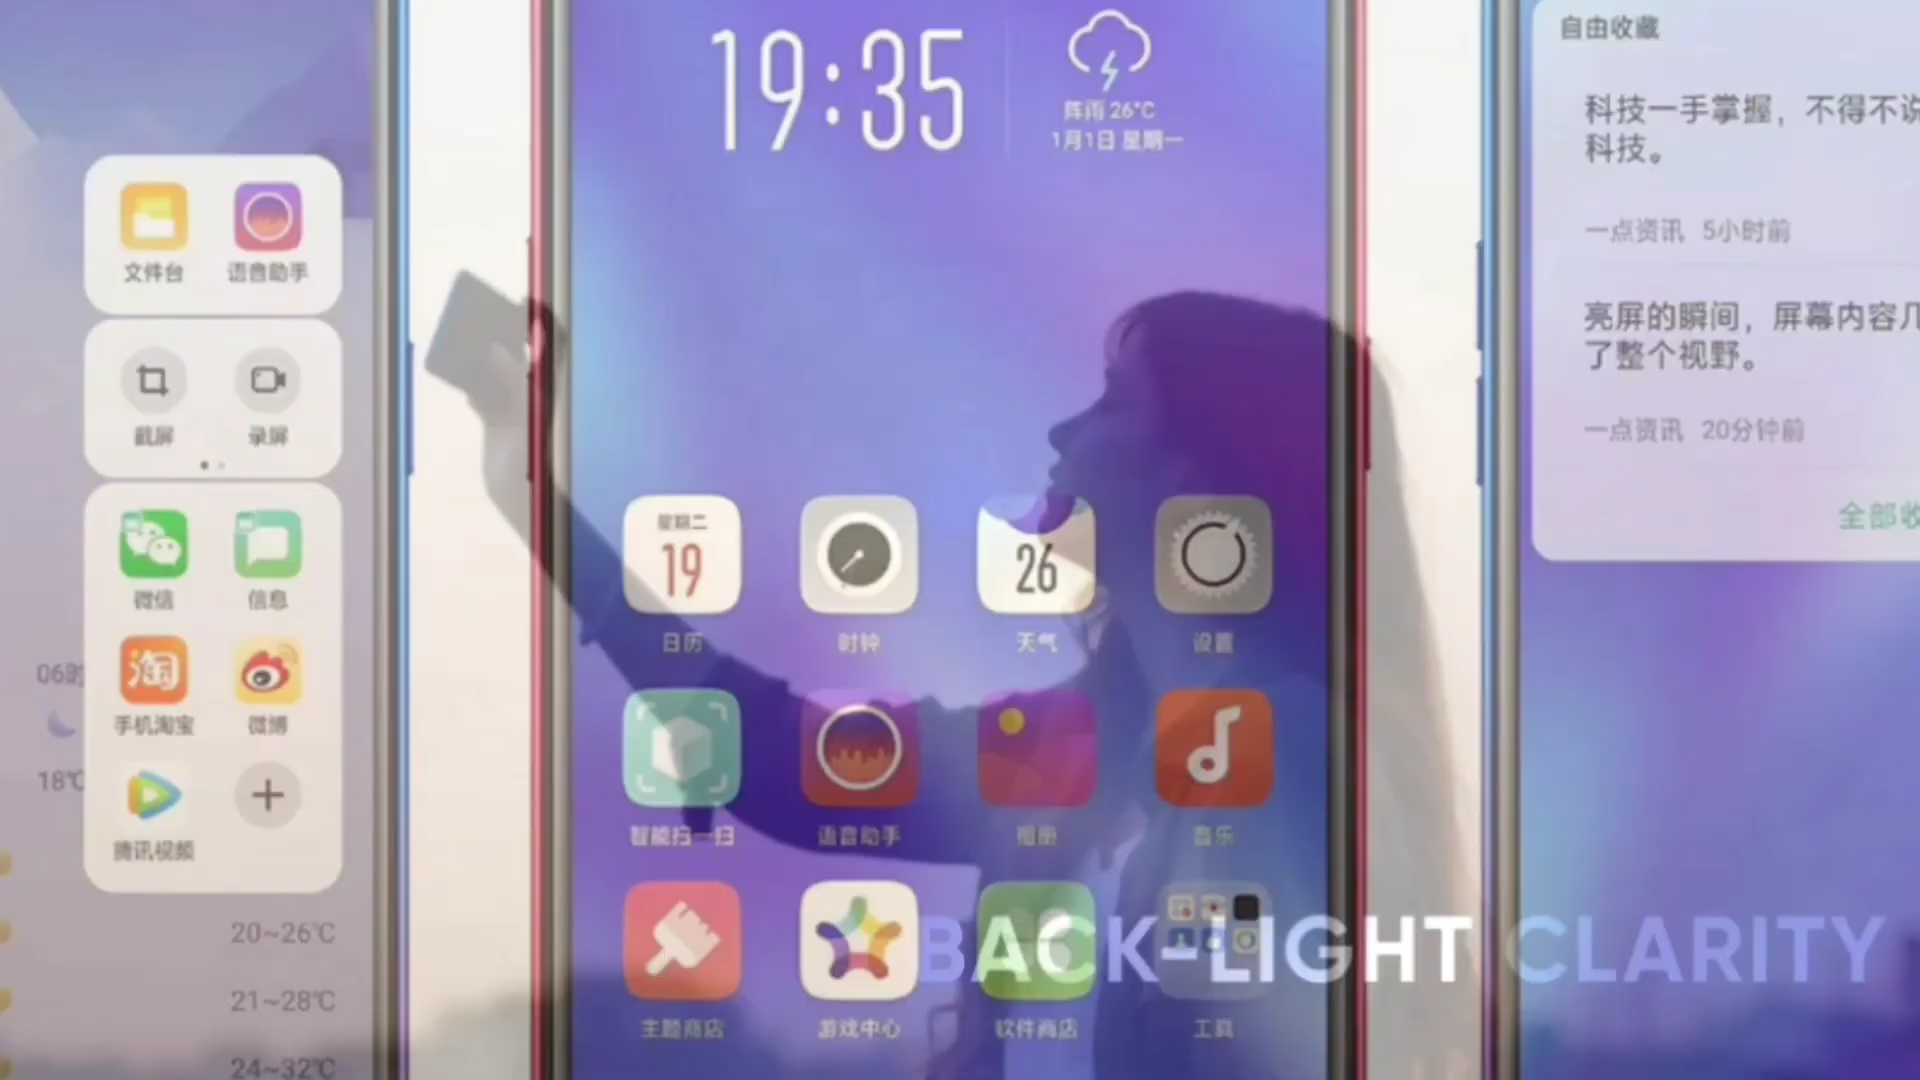 文件台
语音助手
截屏
录屏
微信
信息
手机淘宝
微博
腾讯视频
06时
18℃
20~26℃
21~28℃
24~32℃
19:35
阵雨 26°C
1月1日 星期一
星期二
19
日历
时钟
26
天气
设置
智能扫一扫
语音助手
相册
音乐
主题商店
游戏中心
软件商店
工具
自由收藏
科技一手掌握，不得不说
科技。
一点资讯 5小时前
亮屏的瞬间，屏幕内容几
了整个视野。
一点资讯 20分钟前
全部收
BACK-LIGHT CLARITY